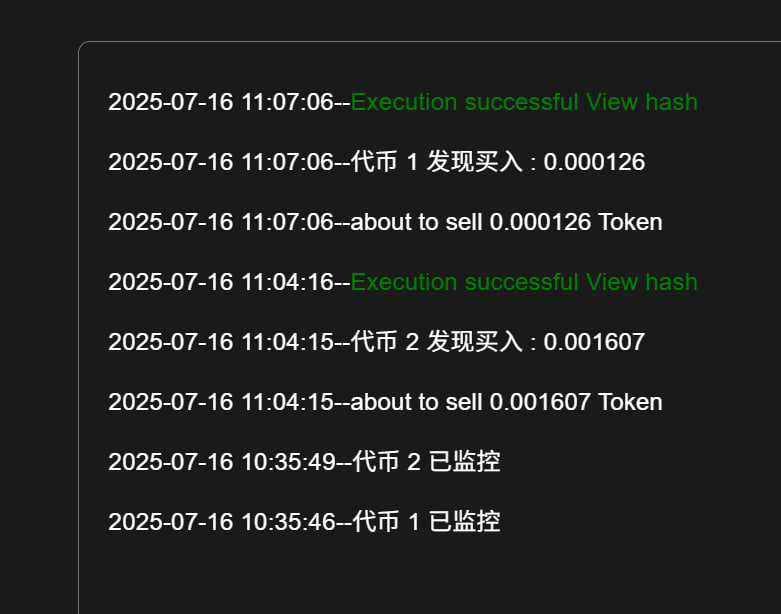 2025-07-16 11:07:06--Execution successful View hash
2025-07-16 11:07:06--代币 1 发现买入 : 0.000126
2025-07-16 11:07:06--about to sell 0.000126 Token
2025-07-16 11:04:16--Execution successful View hash
2025-07-16 11:04:15--代币 2 发现买入 : 0.001607
2025-07-16 11:04:15--about to sell 0.001607 Token
2025-07-16 10:35:49--代币 2 已监控
2025-07-16 10:35:46--代币 1 已监控